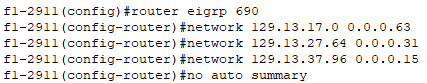 f1-2911(config)#router eigrp 690
f1-2911(config-router)#network 129.13.17.0 0.0.0.63
f1-2911(config-router)#network 129.13.27.64 0.0.0.31
f1-2911(config-router)#network 129.13.37.96 0.0.0.15
f1-2911(config-router)#no auto summary